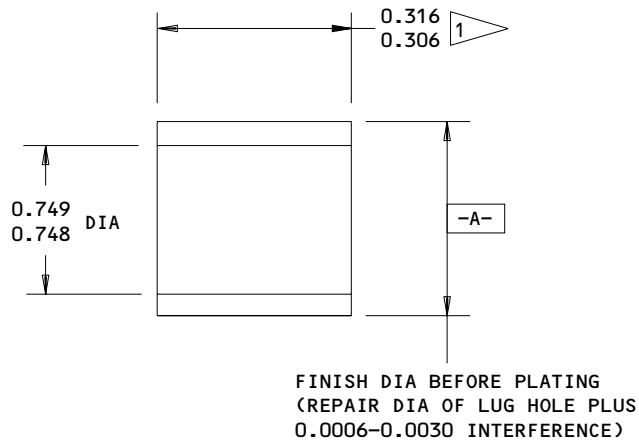 0.316
0.306
1
0.749
0.748 DIA
-A-
FINISH DIA BEFORE PLATING
(REPAIR DIA OF LUG HOLE PLUS
0.0006-0.0030 INTERFERENCE)